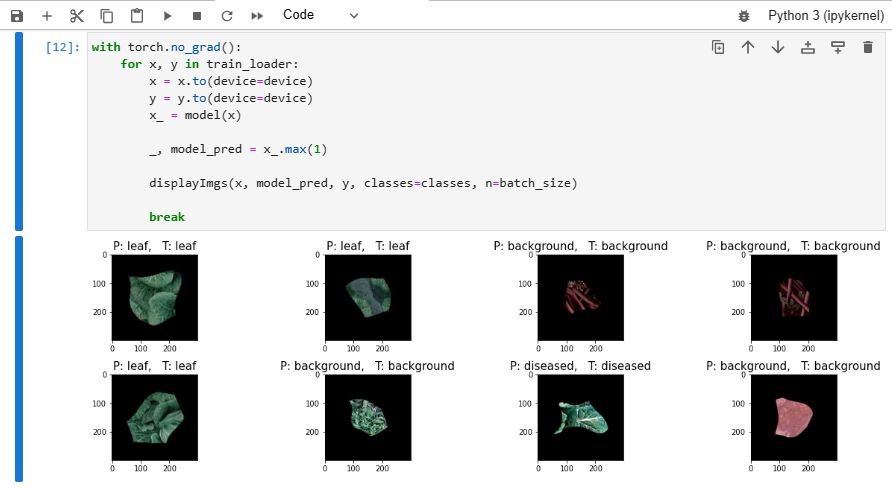 Code
Python 3 (ipykernel)
[12]: with torch.no_grad():
for x, y in train_loader:
x = x.to(device=device)
y = y.to(device=device)
x_ = model(x)
_, model_pred = x_.max(1)
displayImgs(x, model_pred, y, classes=classes, n=batch_size)
break
P: leaf, T: leaf
P: leaf, T: leaf
P: background, T: background
P: background, T: background
0 0 0 0
100 100 100 100
200 200 200 200
0 100 200 0 100 200 0 100 200 0 100 200
P: leaf, T: leaf
P: background, T: background
P: diseased, T: diseased
P: background, T: background
0 0 0 0
100 100 100 100
200 200 200 200
0 100 200 0 100 200 0 100 200 0 100 200